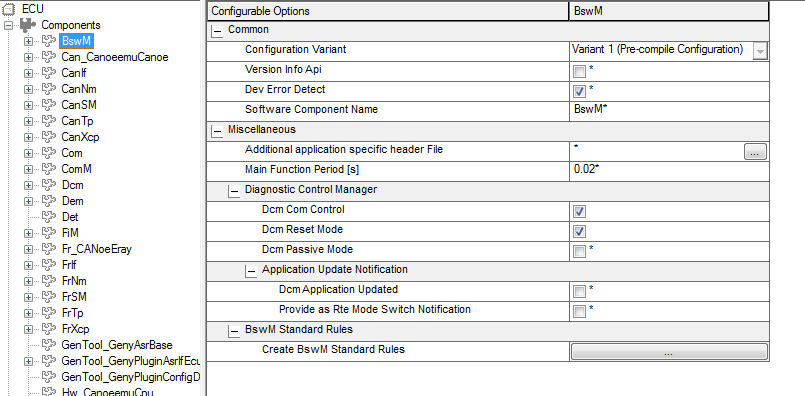 ECU
Components
BswM
Can_CanoeemuCanoe
CanIf
CanNm
CanSM
CanTp
CanXcp
Com
ComM
Dcm
Dem
Det
FiM
Fr_CANoeEray
FrIf
FrNm
FrSM
FrTp
FrXcp
GenTool_GenyAsrBase
GenTool_GenyPluginAsrIfEcu
GenTool_GenyPluginConfigD
Hw_CanoeemuCpu
Configurable Options BswM
Common
Configuration Variant Variant 1 (Pre-compile Configuration)
Version Info Api *
Dev Error Detect *
Software Component Name BswM*
Miscellaneous
Additional application specific header File * ...
Main Function Period [s] 0.02*
Diagnostic Control Manager
Dcm Com Control
Dcm Reset Mode
Dcm Passive Mode *
Application Update Notification
Dcm Application Updated *
Provide as Rte Mode Switch Notification *
BswM Standard Rules
Create BswM Standard Rules ...